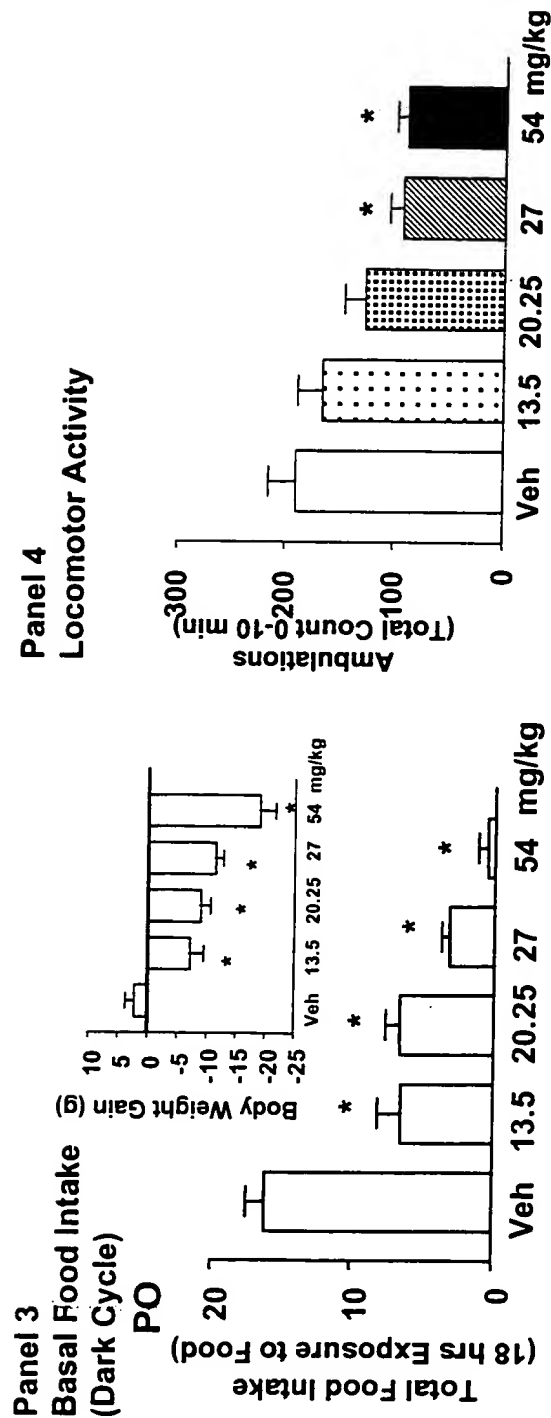 Panel 3
Basal Food Intake
(Dark Cycle)
PO
Total Food Intake
(18 hrs Exposure to Food)
20
10
0
Veh 13.5 20.25 27 54 mg/kg
* * * *
Body Weight Gain (g)
10
5
0
-5
-10
-15
-20
-25
Veh 13.5 20.25 27 54 mg/kg
* * * *
Panel 4
Locomotor Activity
Ambulations
(Total Count 0-10 min)
300
200
100
0
Veh 13.5 20.25 27 54 mg/kg
* *